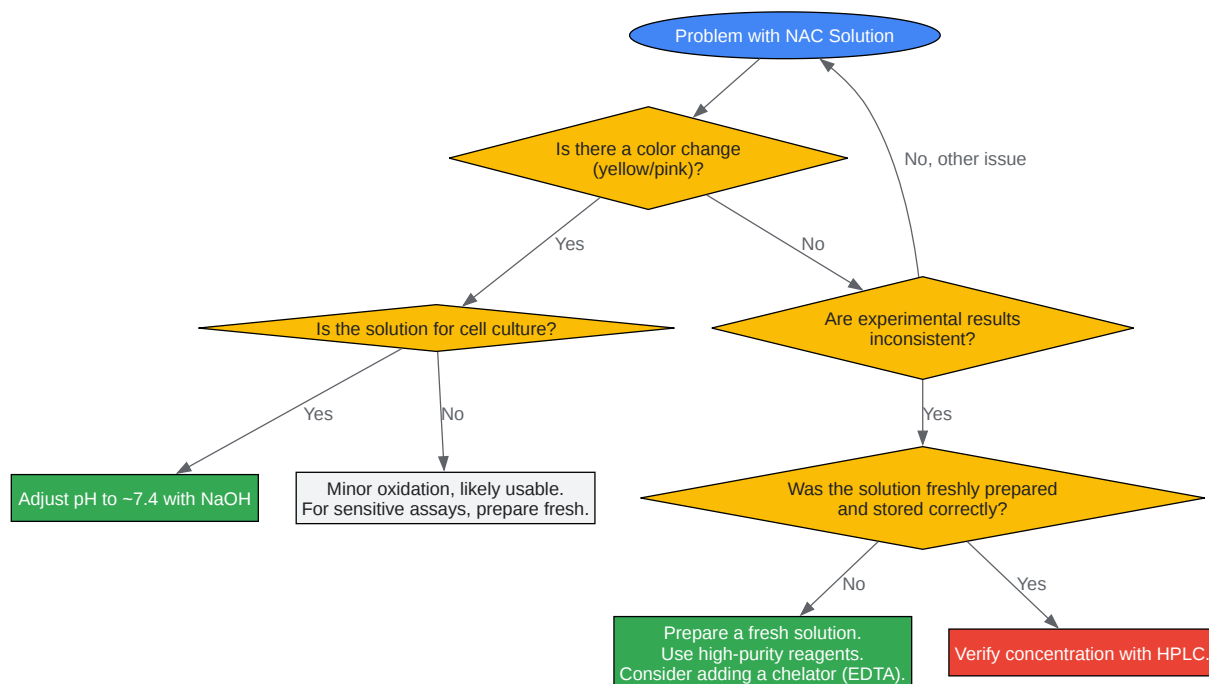 Problem with NAC Solution
Is there a color change
(yellow/pink)?
No, other issue
Yes
No
Is the solution for cell culture?
Are experimental results
inconsistent?
Yes
No
Yes
Adjust pH to ~7.4 with NaOH
Minor oxidation, likely usable.
For sensitive assays, prepare fresh.
Was the solution freshly prepared
and stored correctly?
No
Yes
Prepare a fresh solution.
Use high-purity reagents.
Consider adding a chelator (EDTA).
Verify concentration with HPLC.